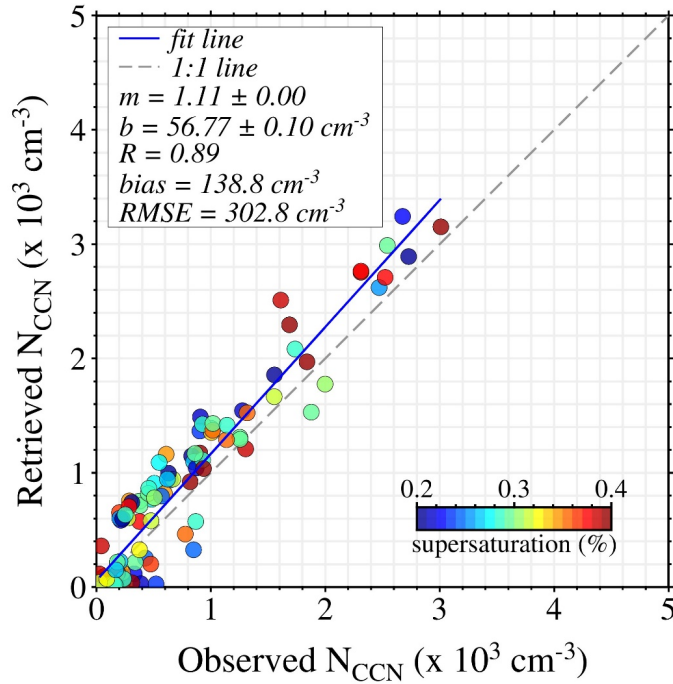 fit line
1:1 line
m = 1.11 ± 0.00
b = 56.77 ± 0.10 cm⁻³
R = 0.89
bias = 138.8 cm⁻³
RMSE = 302.8 cm⁻³
Retrieved N_CCN (x 10³ cm⁻³)
5
4
3
2
1
0
0.2 0.3 0.4
supersaturation (%)
0 1 2 3 4 5
Observed N_CCN (x 10³ cm⁻³)